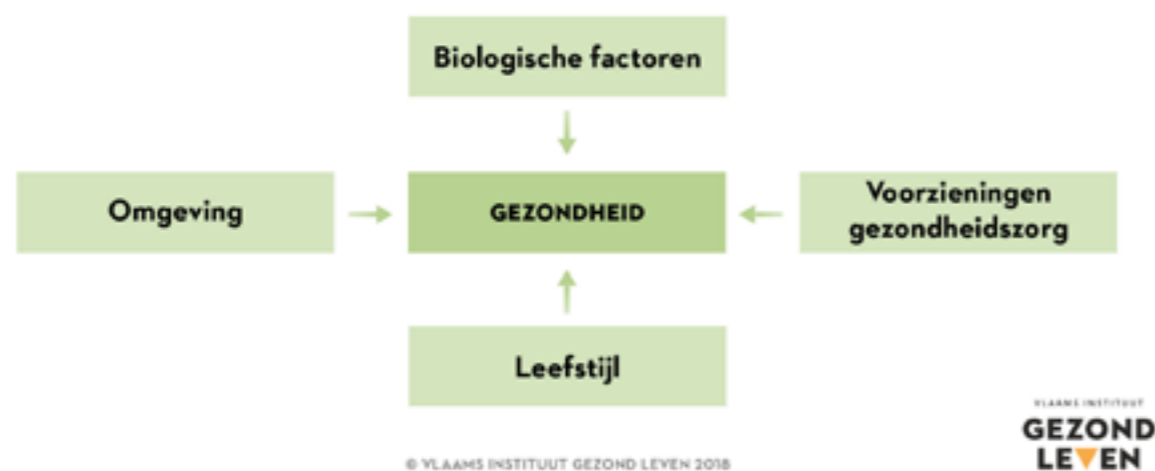 Biologische factoren
Omgeving
GEZONDHEID
Voorzieningen
gezondheidszorg
Leefstijl
© VLAAMS INSTITUUT GEZOND LEVEN 2018
VLAAMS INSTITUUT
GEZOND
LEVEN